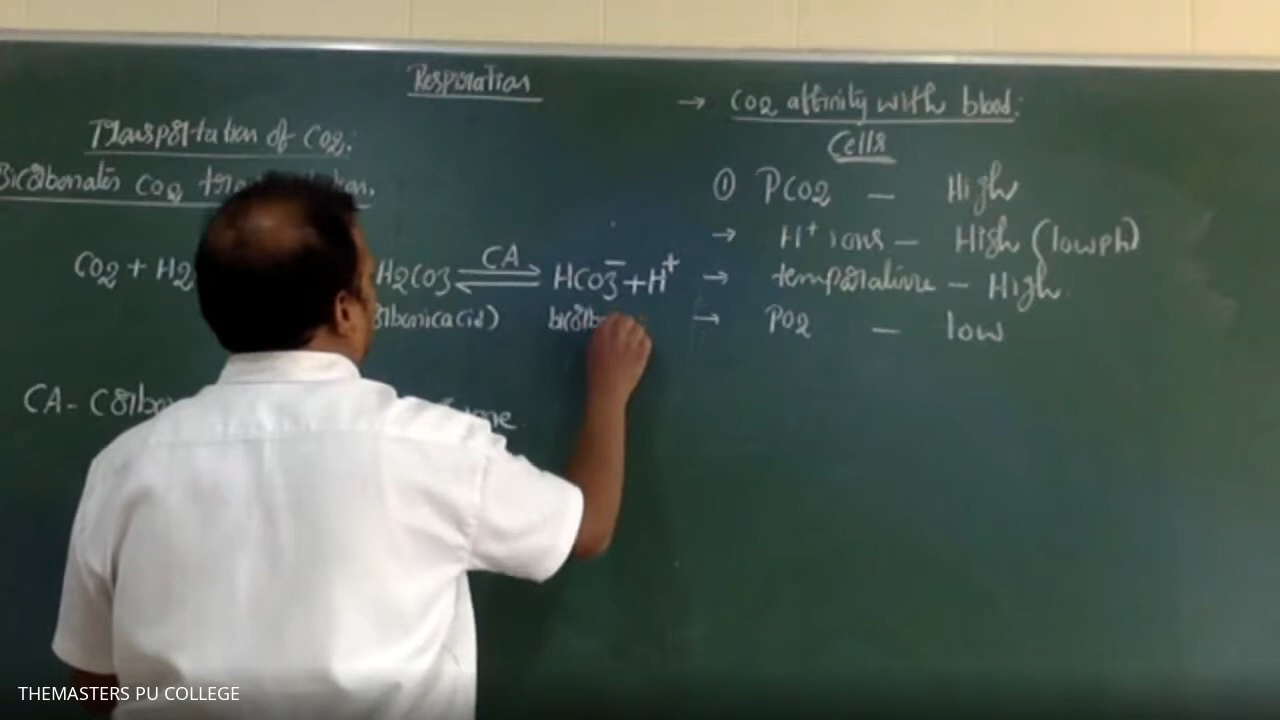 Respiration
Transportation of CO2:
Bicarbonates CO2
CO2 + H2
H2CO3 ⇌ CA HCO3⁻ + H⁺
CA-
→ CO2 affinity with blood:
Cells
① PCO2 — High
→ H⁺ ions — High (low pH)
→ temperature — High.
→ PO2 — low
THEMASTERS PU COLLEGE